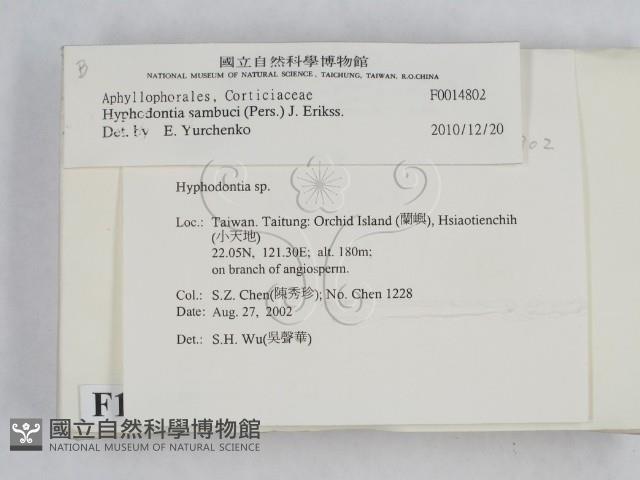 B
國立自然科學博物館
NATIONAL MUSEUM OF NATURAL SCIENCE, TAICHUNG, TAIWAN, R.O.CHINA
Aphyllophorales, Corticiaceae F0014802
Hyphodontia sambuci (Pers.) J. Erikss.
Det. by E. Yurchenko 2010/12/20
802
Hyphodontia sp.
Loc.: Taiwan. Taitung: Orchid Island (蘭嶼), Hsiaotienchih
(小天地)
22.05N, 121.30E; alt. 180m;
on branch of angiosperm.
Col.: S.Z. Chen(陳秀珍); No. Chen 1228
Date: Aug. 27, 2002
Det.: S.H. Wu(吳聲華)
F1
國立自然科學博物館
NATIONAL MUSEUM OF NATURAL SCIENCE